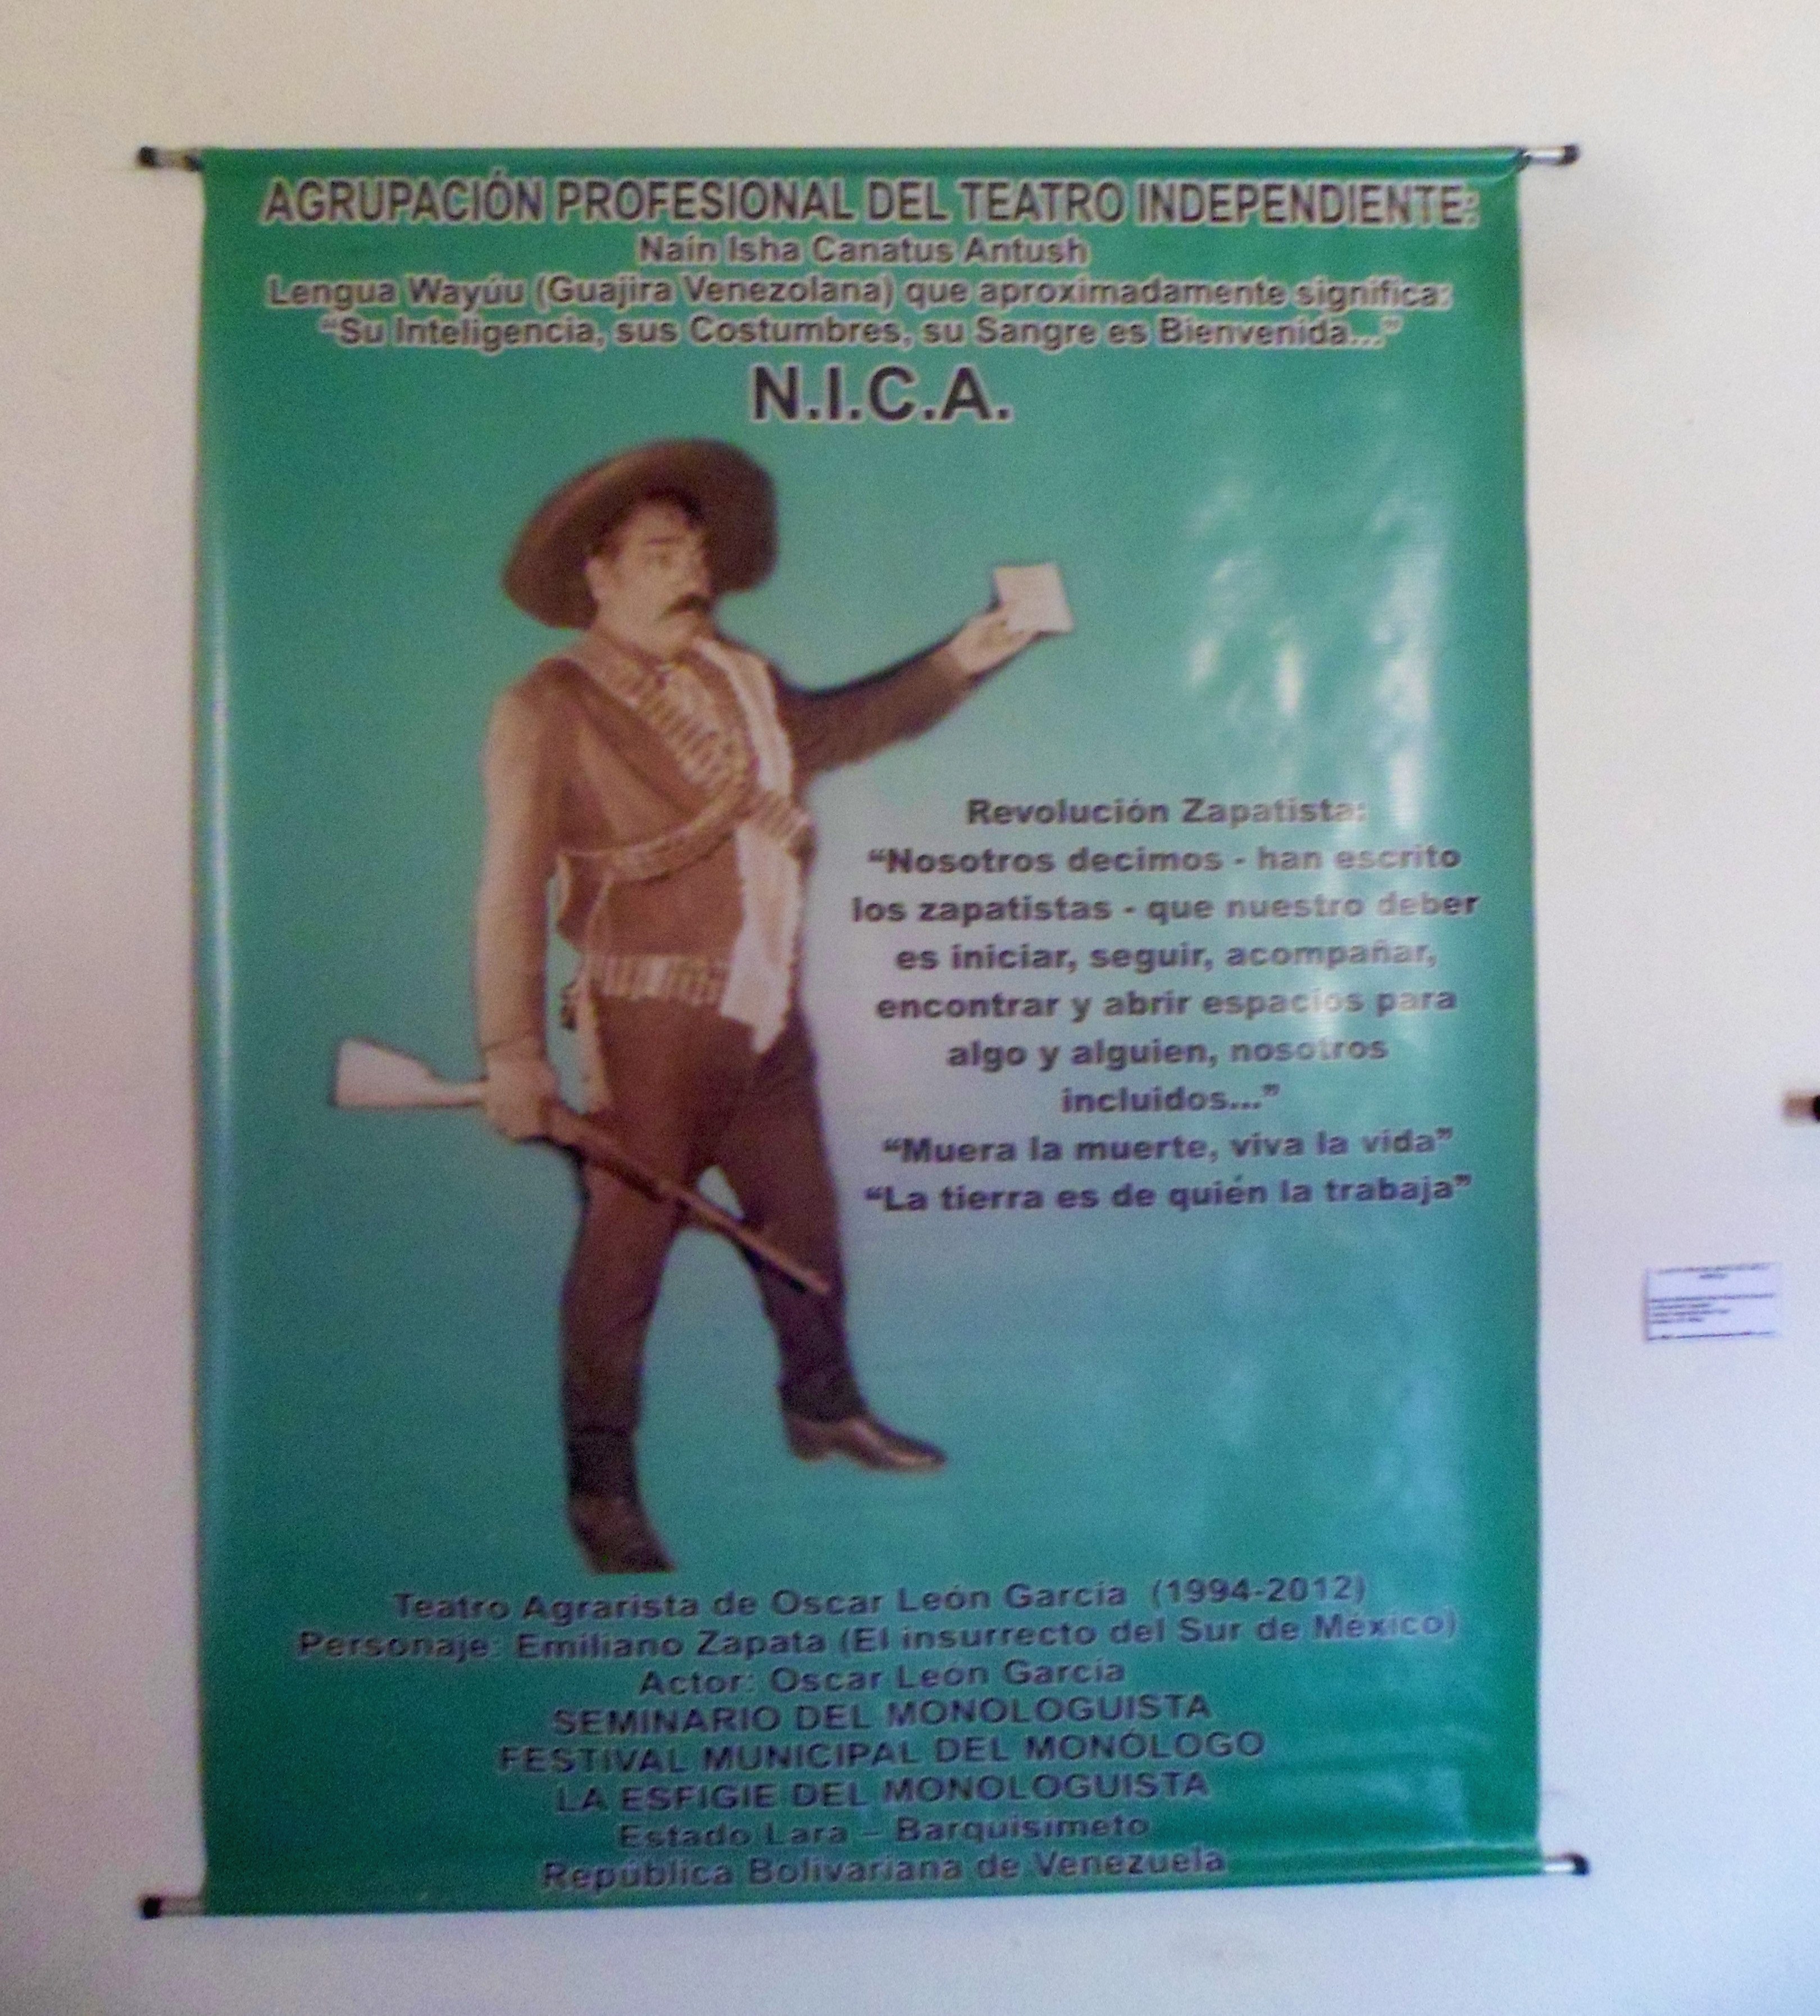 AGRUPACIÓN PROFESIONAL DEL TEATRO INDEPENDIENTE:
Nain Isha Canatus Antush
Lengua Wayúu (Guajira Venezolana) que aproximadamente significa:
“Su Inteligencia, sus Costumbres, su Sangre es Bienvenida...”
N.I.C.A.
Revolución Zapatista:
“Nosotros decimos - han escrito
los zapatistas - que nuestro deber
es iniciar, seguir, acompañar,
encontrar y abrir espacios para
algo y alguien, nosotros
incluidos...”
“Muera la muerte, viva la vida”
“La tierra es de quién la trabaja”
Teatro Agrarista de Oscar León García (1994-2012)
Personaje: Emiliano Zapata (El insurrecto del Sur de México)
Actor: Oscar León García
SEMINARIO DEL MONOLOGUISTA
FESTIVAL MUNICIPAL DEL MONÓLOGO
LA ESFIGIE DEL MONOLOGUISTA
Estado Lara – Barquisimeto
República Bolivariana de Venezuela